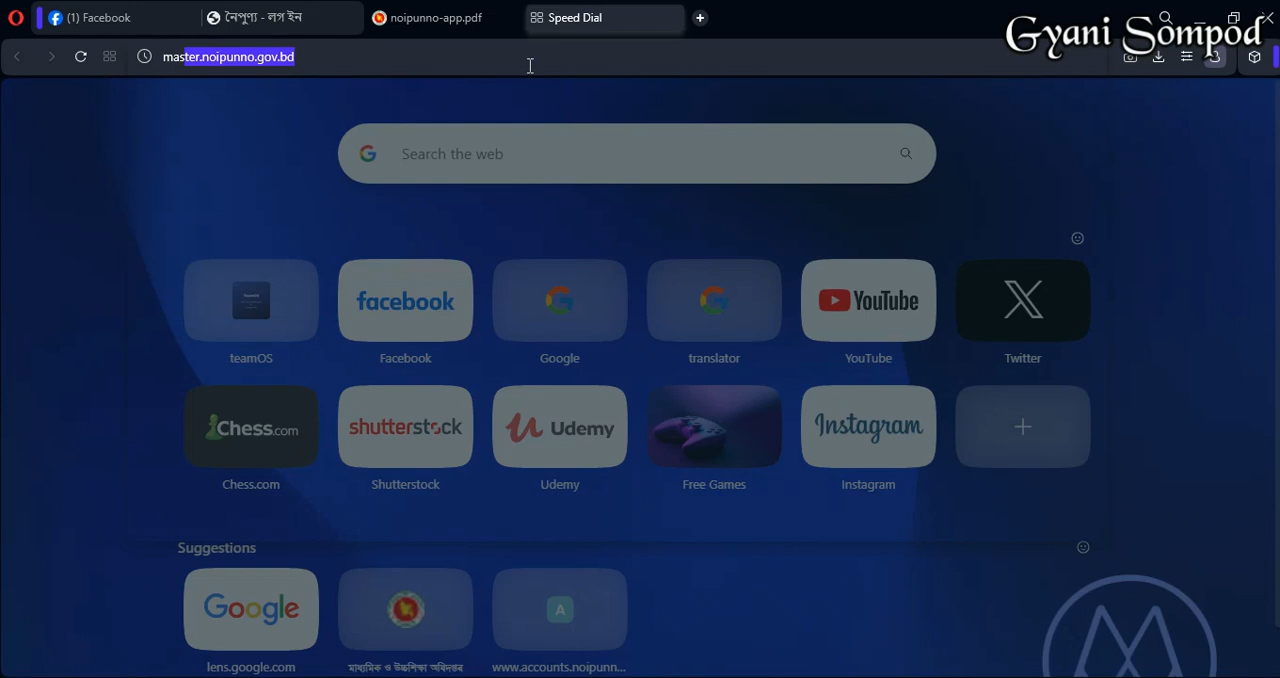 (1) Facebook
নৈপুণ্য - লগ ইন
noipunno-app.pdf
Speed Dial
Gyani Sompod
master.noipunno.gov.bd
Search the web
facebook
YouTube
teamOS
Facebook
Google
translator
YouTube
Twitter
Chess.com
shutterstock
Udemy
Instagram
Chess.com
Shutterstock
Udemy
Free Games
Instagram
Suggestions
Google
A
lens.google.com
মাধ্যমিক ও উচ্চশিক্ষা অধিদপ্তর
www.accounts.noipunn...